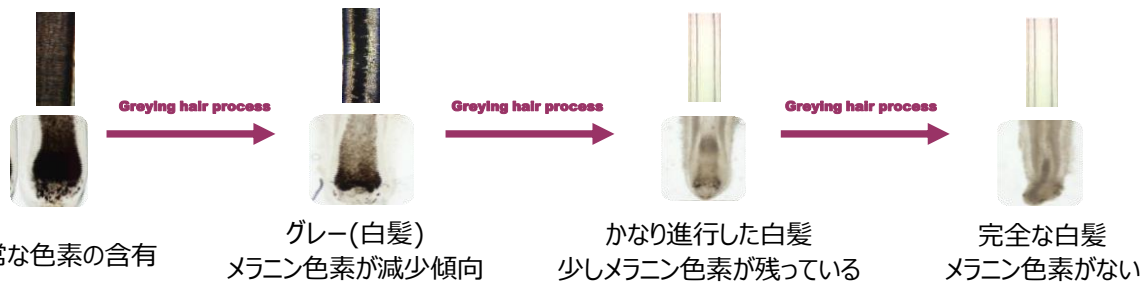 Greying hair process
Greying hair process
Greying hair process
常な色素の含有
グレー(白髪)
メラニン色素が減少傾向
かなり進行した白髪
少しメラニン色素が残っている
完全な白髪
メラニン色素がない